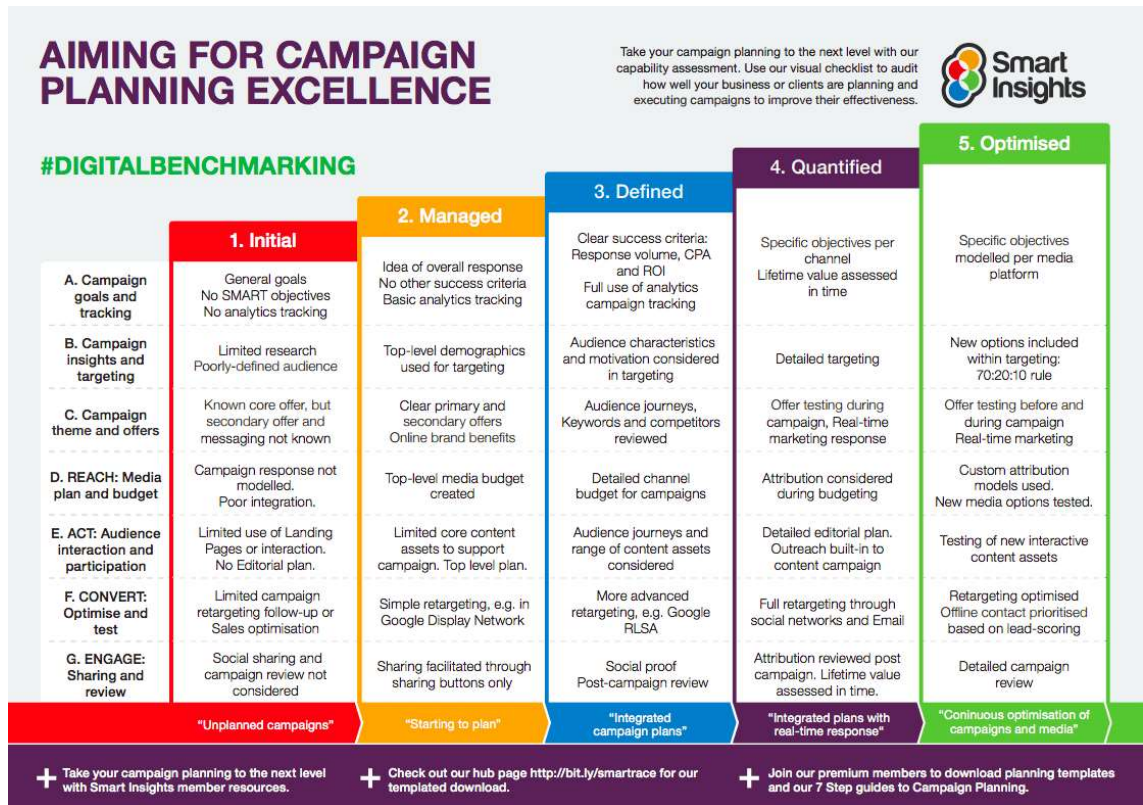 AIMING FOR CAMPAIGN
PLANNING EXCELLENCE
Take your campaign planning to the next level with our
capability assessment. Use our visual checklist to audit
how well your business or clients are planning and
executing campaigns to improve their effectiveness.
Smart
Insights
#DIGITALBENCHMARKING
1. Initial
2. Managed
3. Defined
4. Quantified
5. Optimised
A. Campaign
goals and
tracking
General goals
No SMART objectives
No analytics tracking
Idea of overall response
No other success criteria
Basic analytics tracking
Clear success criteria:
Response volume, CPA
and ROI
Full use of analytics
campaign tracking
Specific objectives per
channel
Lifetime value assessed
in time
Specific objectives
modelled per media
platform
B. Campaign
insights and
targeting
Limited research
Poorly-defined audience
Top-level demographics
used for targeting
Audience characteristics
and motivation considered
in targeting
Detailed targeting
New options included
within targeting:
70:20:10 rule
C. Campaign
theme and offers
Known core offer, but
secondary offer and
messaging not known
Clear primary and
secondary offers
Online brand benefits
Audience journeys,
Keywords and competitors
reviewed
Offer testing during
campaign, Real-time
marketing response
Offer testing before and
during campaign
Real-time marketing
D. REACH: Media
plan and budget
Campaign response not
modelled.
Poor integration.
Top-level media budget
created
Detailed channel
budget for campaigns
Attribution considered
during budgeting
Custom attribution
models used.
New media options tested.
E. ACT: Audience
interaction and
participation
Limited use of Landing
Pages or interaction.
No Editorial plan.
Limited core content
assets to support
campaign. Top level plan.
Audience journeys and
range of content assets
considered
Detailed editorial plan.
Outreach built-in to
content campaign
Testing of new interactive
content assets
F. CONVERT:
Optimise and
test
Limited campaign
retargeting follow-up or
Sales optimisation
Simple retargeting, e.g. in
Google Display Network
More advanced
retargeting, e.g. Google
RLSA
Full retargeting through
social networks and Email
Retargeting optimised
Offline contact prioritised
based on lead-scoring
G. ENGAGE:
Sharing and
review
Social sharing and
campaign review not
considered
Sharing facilitated through
sharing buttons only
Social proof
Post-campaign review
Attribution reviewed post
campaign. Lifetime value
assessed in time.
Detailed campaign
review
"Unplanned campaigns"
"Starting to plan"
"Integrated
campaign plans"
"Integrated plans with
real-time response"
"Coninuous optimisation of
campaigns and media"
+ Take your campaign planning to the next level
with Smart Insights member resources.
+ Check out our hub page http://bit.ly/smartrace for our
templated download.
+ Join our premium members to download planning templates
and our 7 Step guides to Campaign Planning.